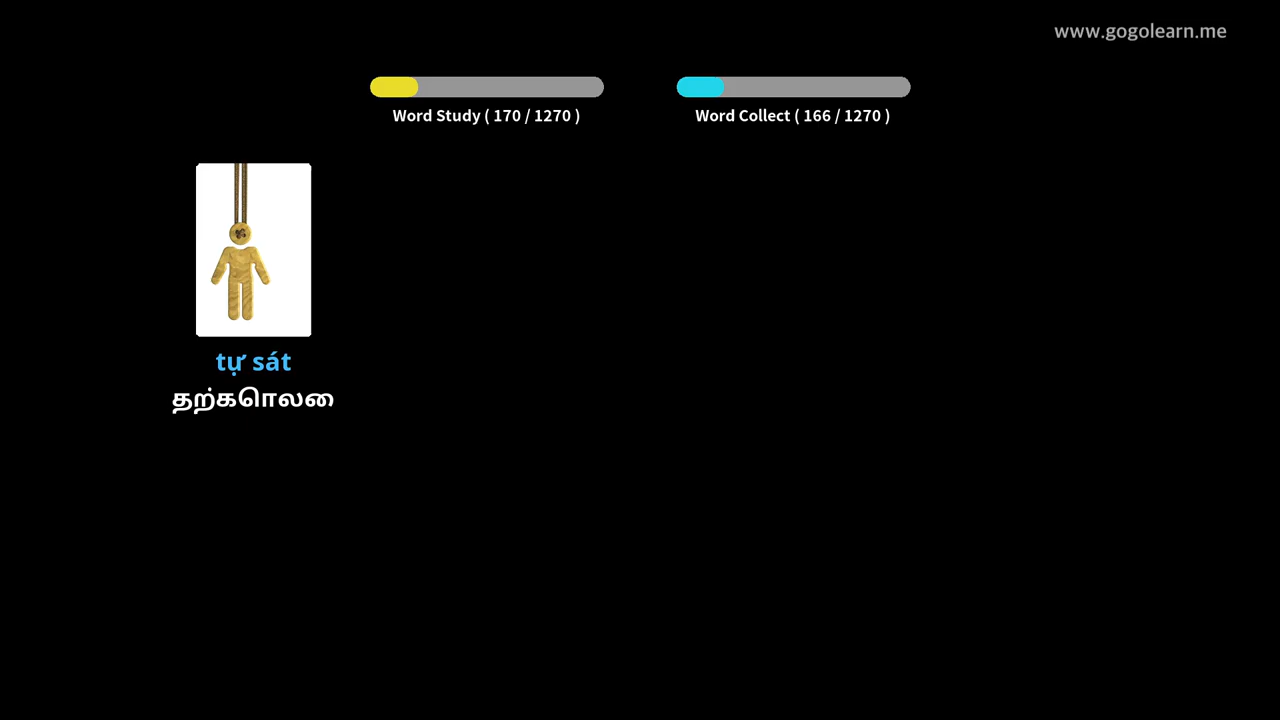 www.gogolearn.me
Word Study ( 170 / 1270 )
Word Collect ( 166 / 1270 )
tự sát
தற்கொலை